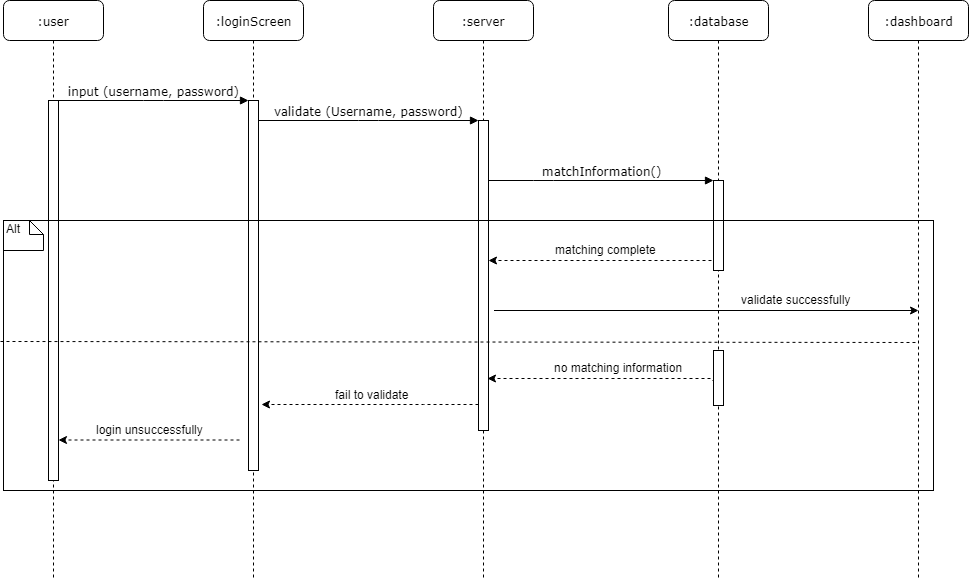 :user
:loginScreen
:server
:database
:dashboard
input (username, password)
validate (Username, password)
matchInformation()
Alt
matching complete
validate successfully
no matching information
fail to validate
login unsuccessfully